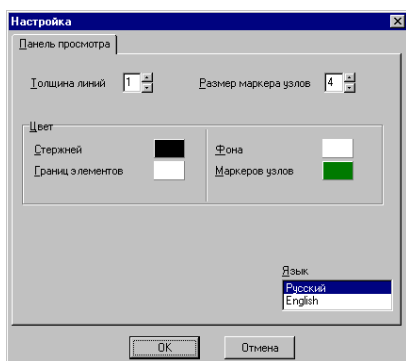 Настройка
Панель просмотра
Толщина линий 1 Размер маркера узлов 4
Цвет
Стержней Фона
Границ элементов Маркеров узлов
Язык
Русский
English
OK Отмена